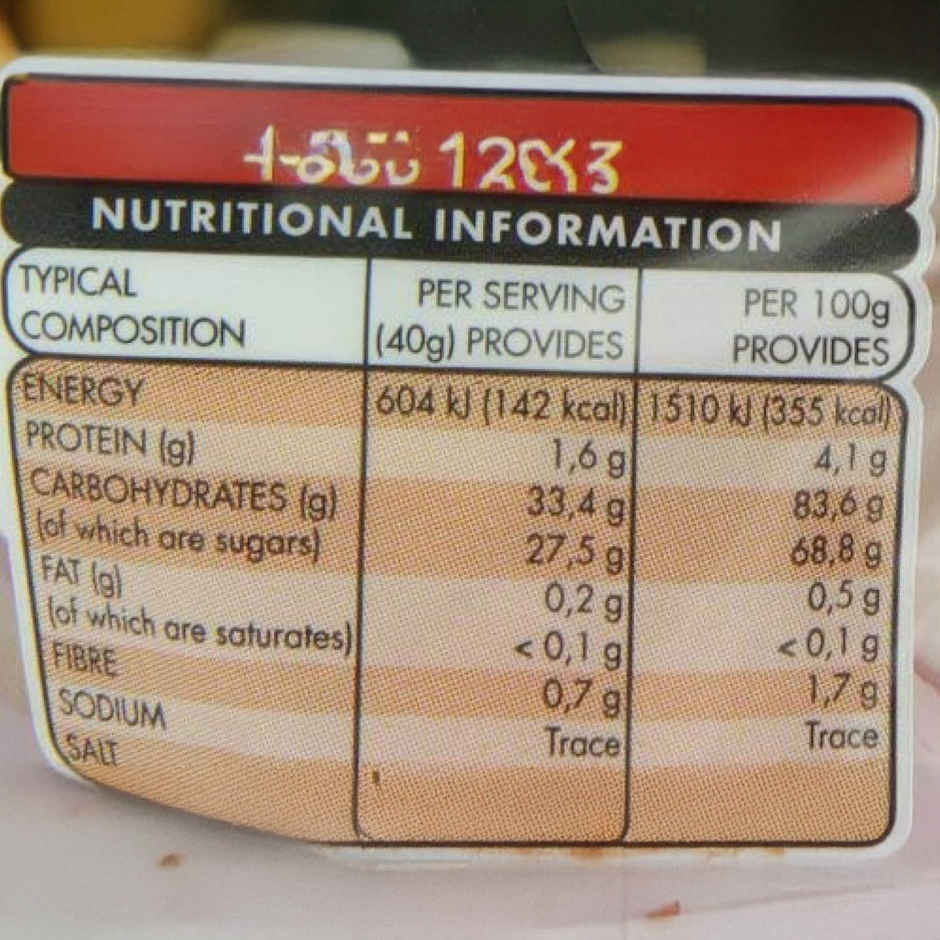 NUTRITIONAL INFORMATION
TYPICAL COMPOSITION PER SERVING (40g) PROVIDES PER 100g PROVIDES
ENERGY 604 kJ (142 kcal) 1510 kJ (355 kcal)
PROTEIN (g) 1,6 g 4,1 g
CARBOHYDRATES (g) 33,4 g 83,6 g
(of which are sugars) 27,5 g 68,8 g
FAT (g) 0,2 g 0,5 g
(of which are saturates) < 0,1 g < 0,1 g
FIBRE 0,7 g 1,7 g
SODIUM Trace Trace
SALT